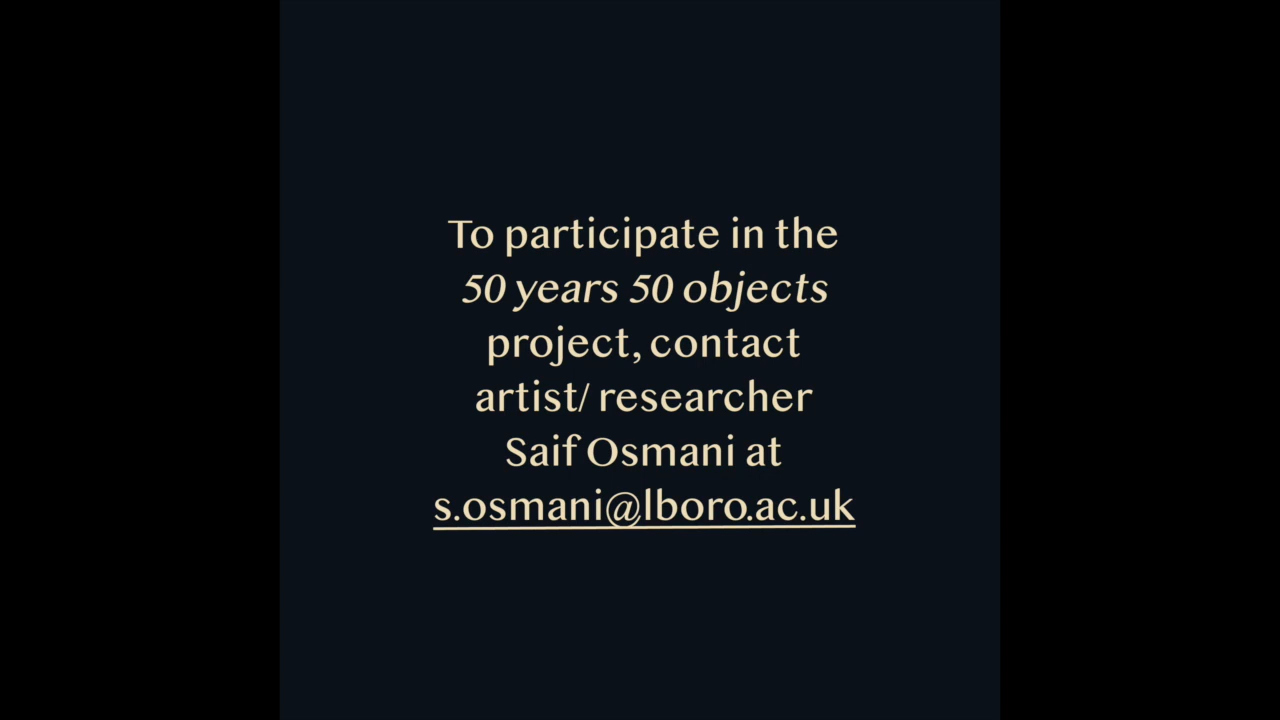 To participate in the
50 years 50 objects
project, contact
artist/ researcher
Saif Osmani at
s.osmani@lboro.ac.uk